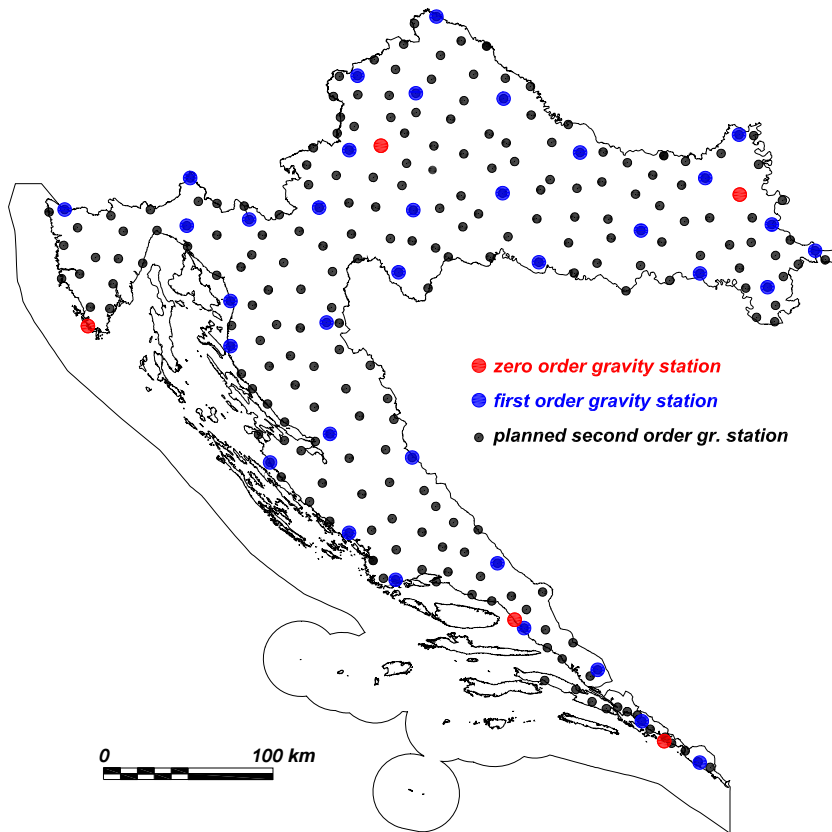 zero order gravity station
first order gravity station
planned second order gr. station
0 100 km